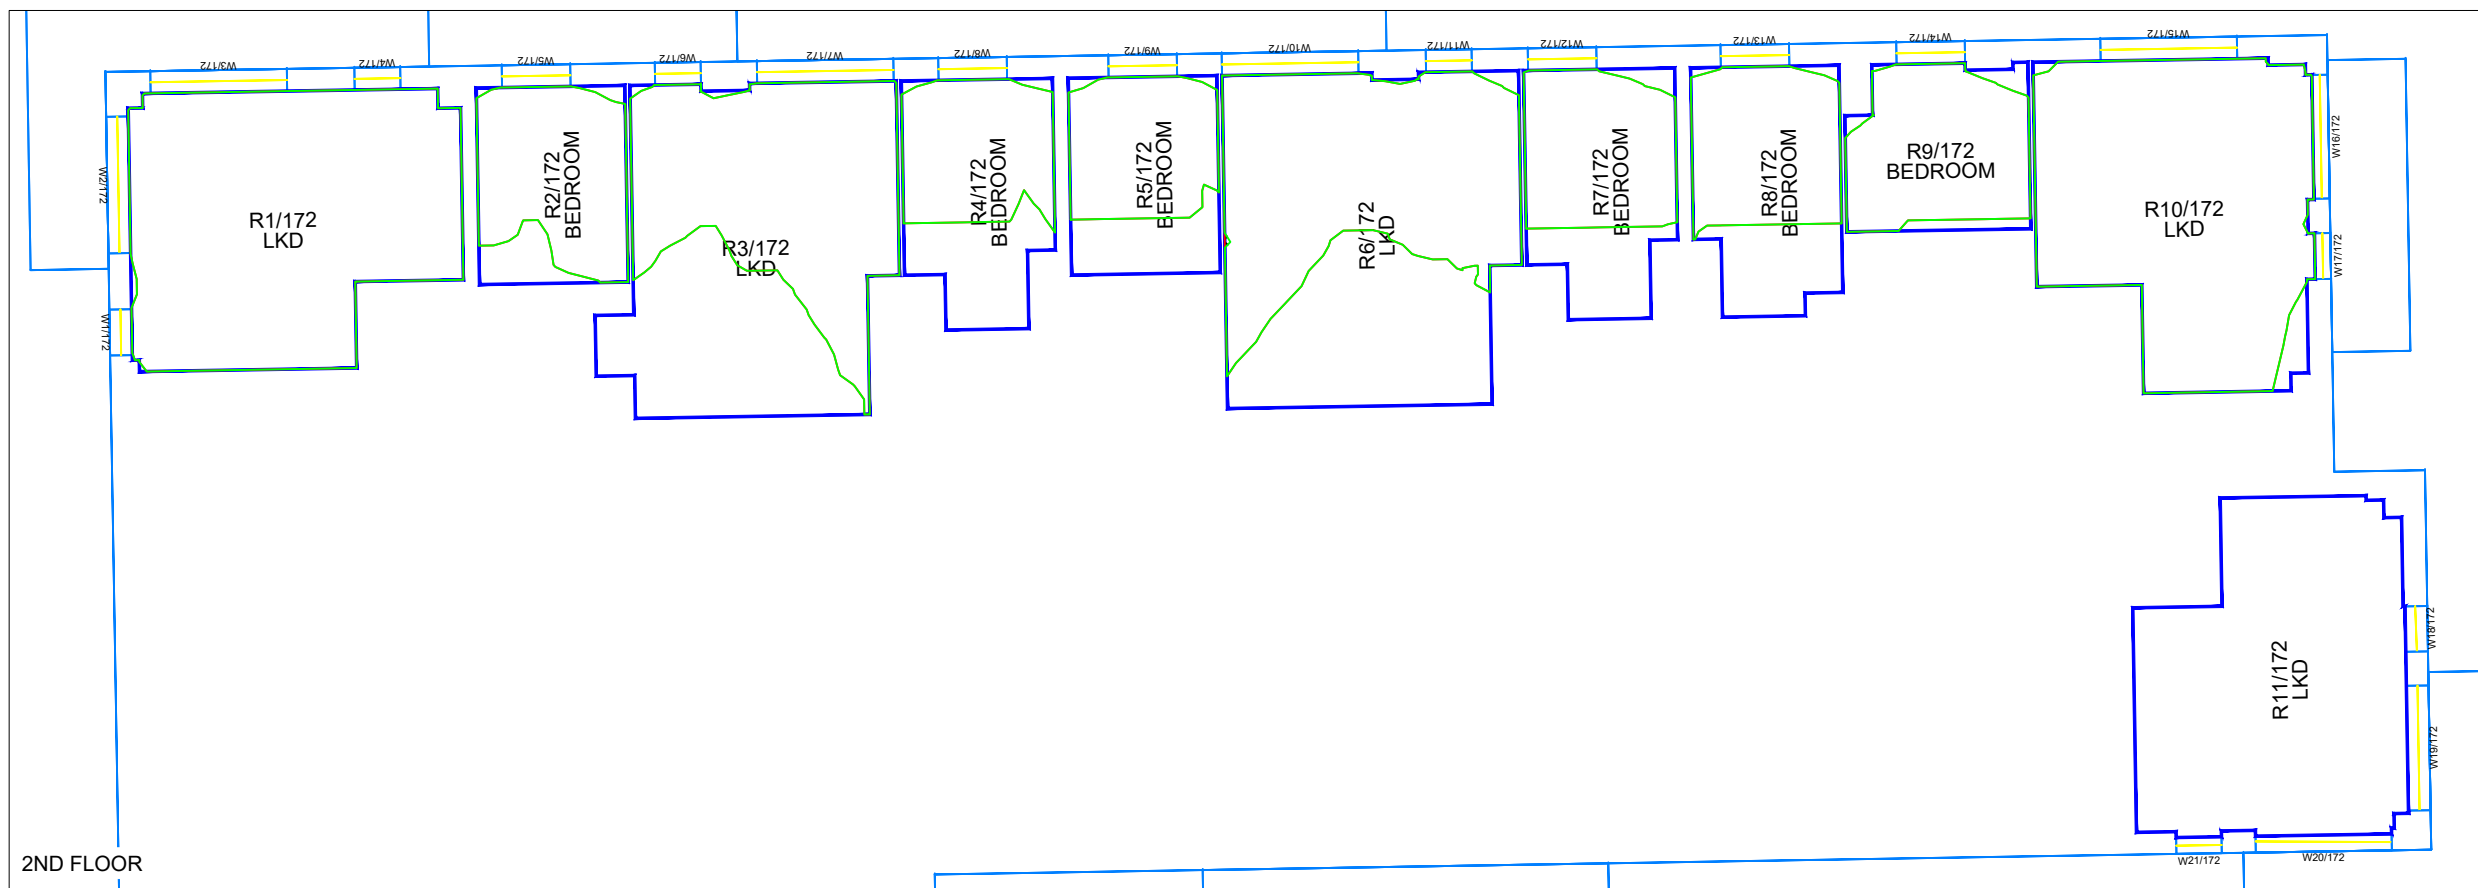 W3/172
W4/172
W5/172
W6/172
W7/172
W8/172
W9/172
W10/172
W11/172
W12/172
W13/172
W14/172
W15/172
W2/172
W1/172
R1/172
LKD
R2/172
BEDROOM
R3/172
LKD
R4/172
BEDROOM
R5/172
BEDROOM
R6/172
LKD
R7/172
BEDROOM
R8/172
BEDROOM
R9/172
BEDROOM
R10/172
LKD
W16/172
W17/172
R11/172
LKD
W18/172
W19/172
W21/172
W20/172
2ND FLOOR